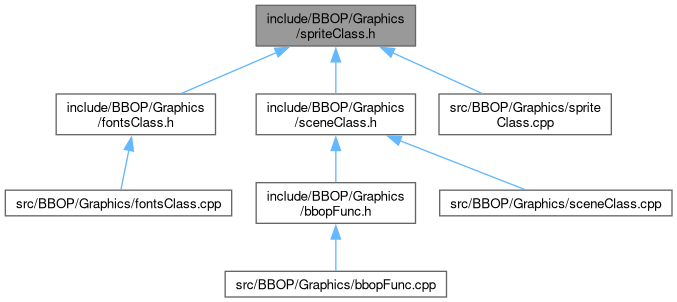 include/BBOP/Graphics
/spriteClass.h
include/BBOP/Graphics
/fontsClass.h
include/BBOP/Graphics
/sceneClass.h
src/BBOP/Graphics/sprite
Class.cpp
src/BBOP/Graphics/fontsClass.cpp
include/BBOP/Graphics
/bbopFunc.h
src/BBOP/Graphics/sceneClass.cpp
src/BBOP/Graphics/bbopFunc.cpp